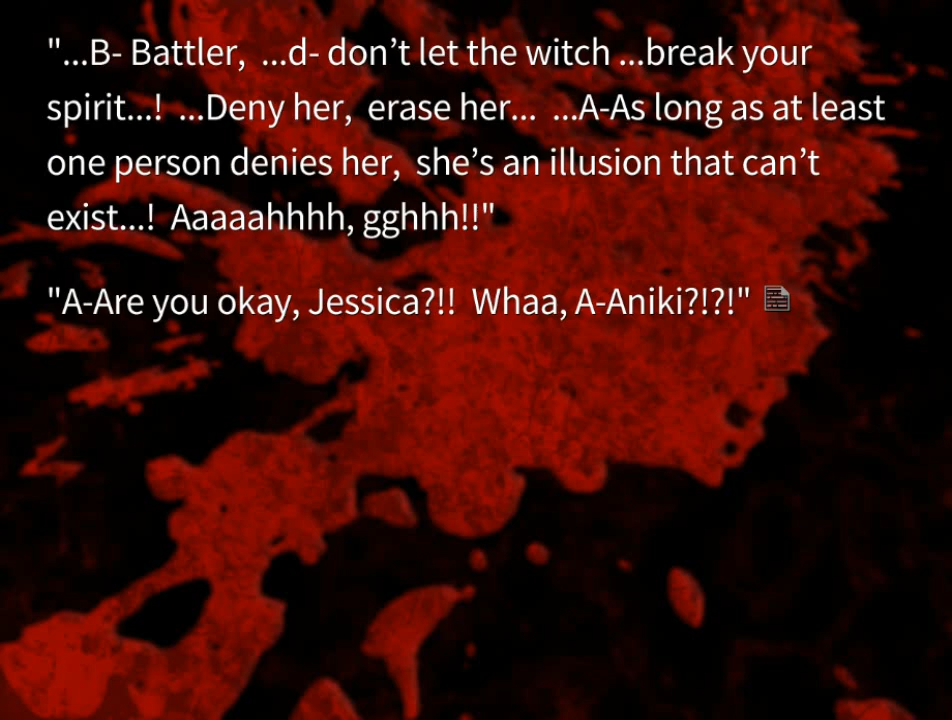 "...B- Battler,  ...d- don’t let the witch ...break your
spirit...!  ...Deny her,  erase her...  ...A-As long as at least
one person denies her,  she’s an illusion that can’t
exist...!  Aaaaahhhh, gghhh!!"
"A-Are you okay, Jessica?!!  Whaa, A-Aniki?!?!"